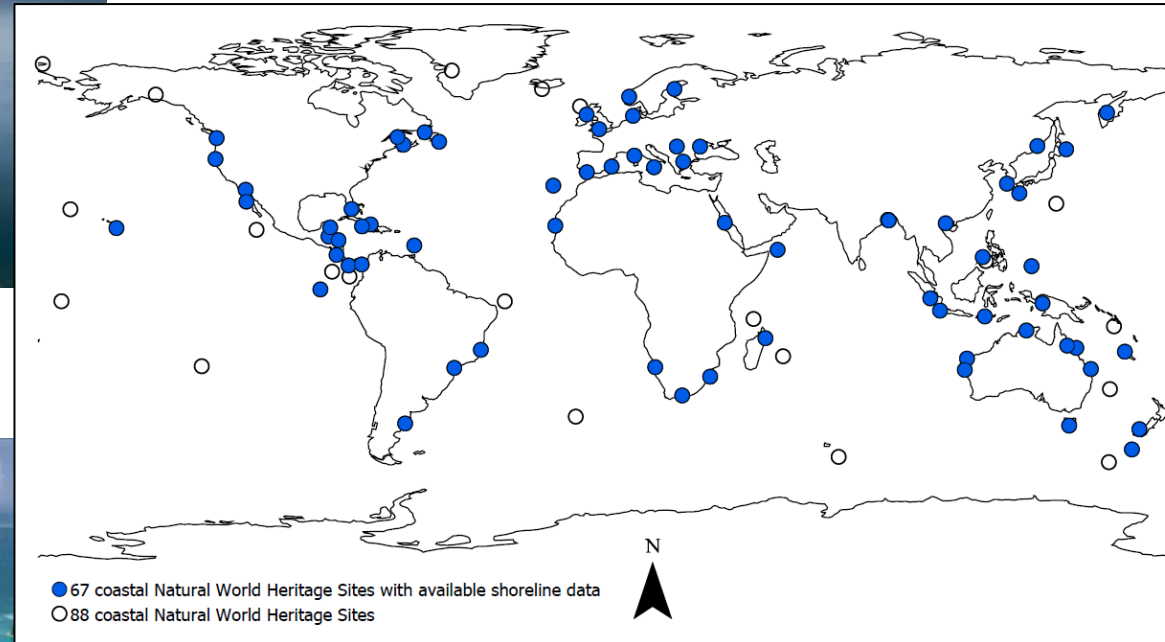 N
67 coastal Natural World Heritage Sites with available shoreline data
88 coastal Natural World Heritage Sites